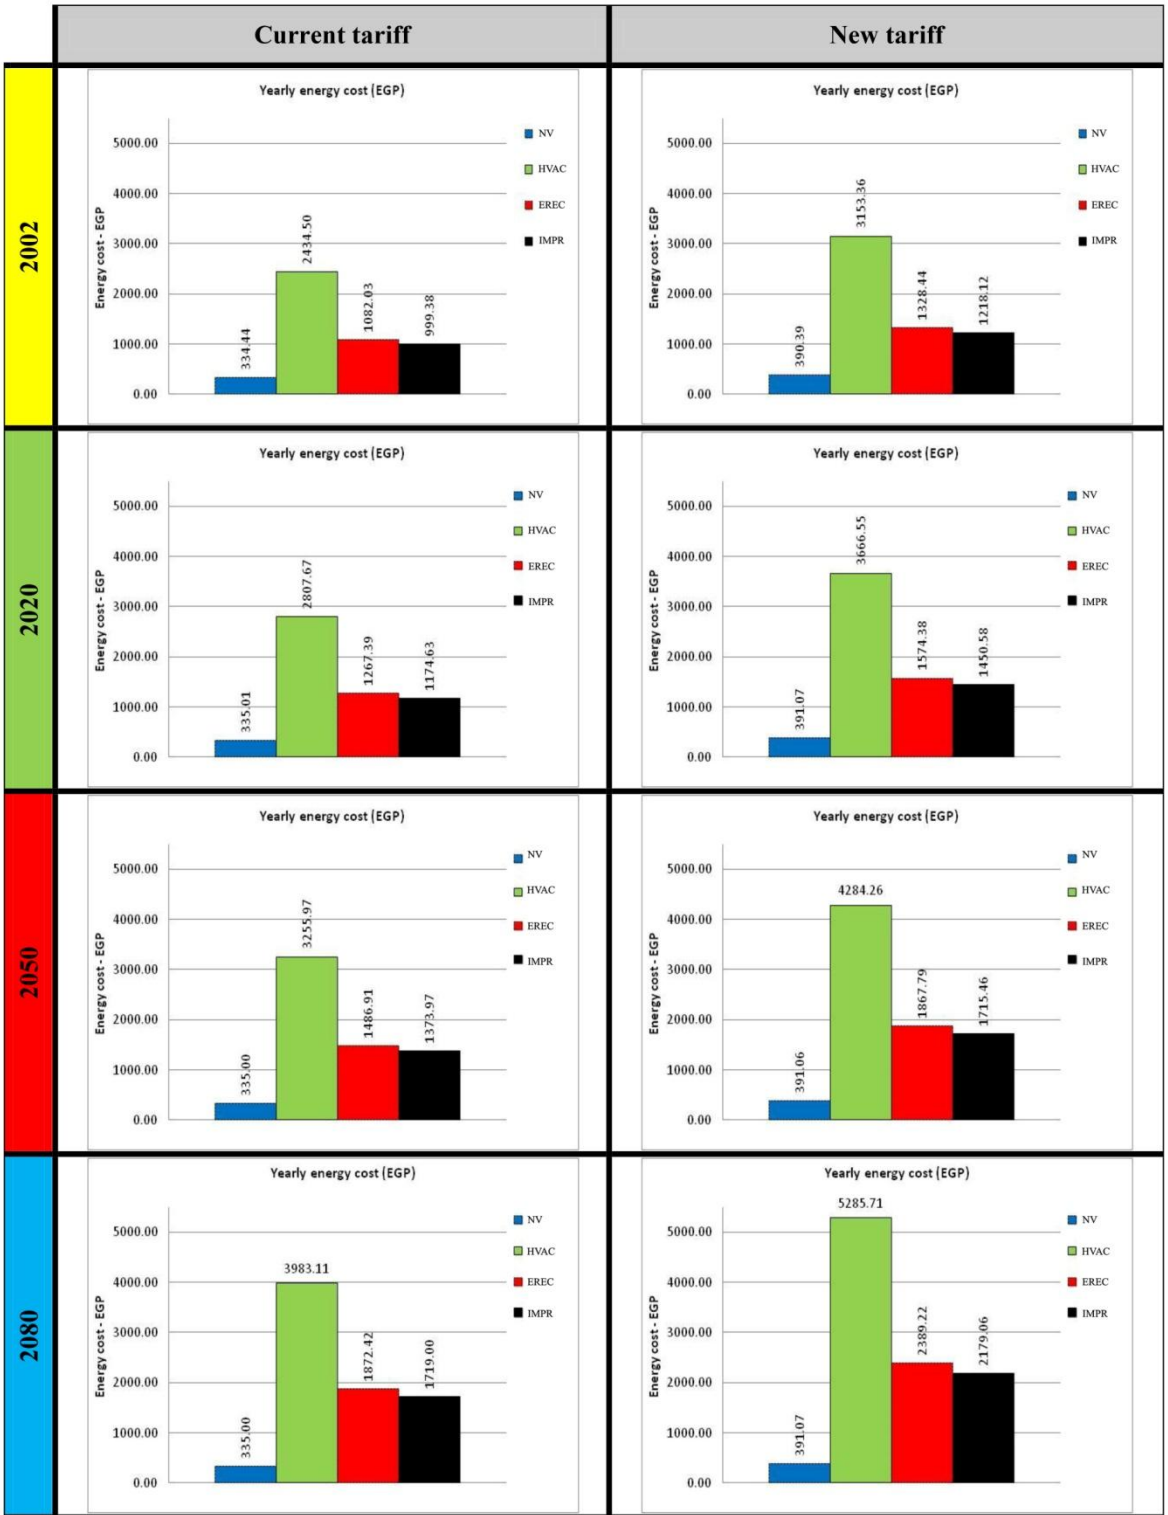 Current tariff
New tariff
2002
Yearly energy cost (EGP)
Energy cost - EGP
5000.00
4000.00
3000.00
2000.00
1000.00
0.00
334.44
2434.50
1082.03
999.38
NV
HVAC
EREC
IMPR
Yearly energy cost (EGP)
Energy cost - EGP
5000.00
4000.00
3000.00
2000.00
1000.00
0.00
390.39
3153.36
1328.44
1218.12
NV
HVAC
EREC
IMPR
2020
Yearly energy cost (EGP)
Energy cost - EGP
5000.00
4000.00
3000.00
2000.00
1000.00
0.00
335.01
2807.67
1267.39
1174.63
NV
HVAC
EREC
IMPR
Yearly energy cost (EGP)
Energy cost - EGP
5000.00
4000.00
3000.00
2000.00
1000.00
0.00
391.07
3666.55
1574.38
1450.58
NV
HVAC
EREC
IMPR
2050
Yearly energy cost (EGP)
Energy cost - EGP
5000.00
4000.00
3000.00
2000.00
1000.00
0.00
335.00
3255.97
1486.91
1373.97
NV
HVAC
EREC
IMPR
Yearly energy cost (EGP)
Energy cost - EGP
5000.00
4000.00
3000.00
2000.00
1000.00
0.00
391.06
4284.26
1867.79
1715.46
NV
HVAC
EREC
IMPR
2080
Yearly energy cost (EGP)
Energy cost - EGP
5000.00
4000.00
3000.00
2000.00
1000.00
0.00
335.00
3983.11
1872.42
1719.00
NV
HVAC
EREC
IMPR
Yearly energy cost (EGP)
Energy cost - EGP
5000.00
4000.00
3000.00
2000.00
1000.00
0.00
391.07
5285.71
2389.22
2179.06
NV
HVAC
EREC
IMPR